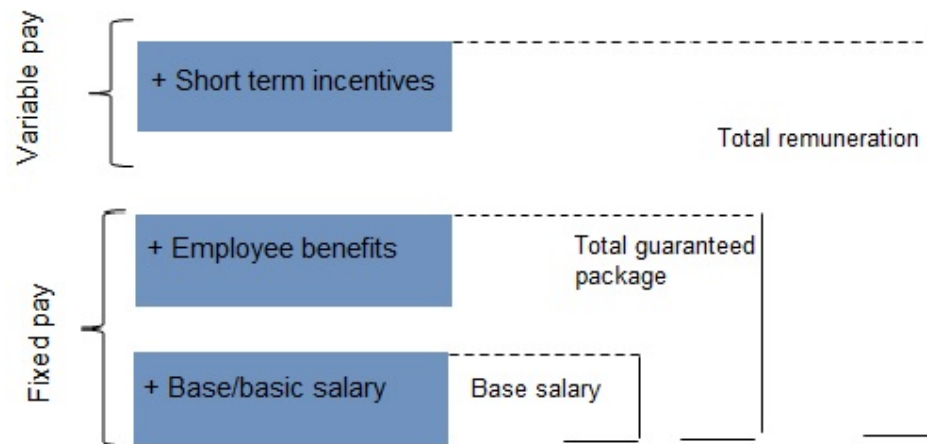 Variable pay
+ Short term incentives
Total remuneration
Fixed pay
+ Employee benefits
Total guaranteed
package
+ Base/basic salary
Base salary